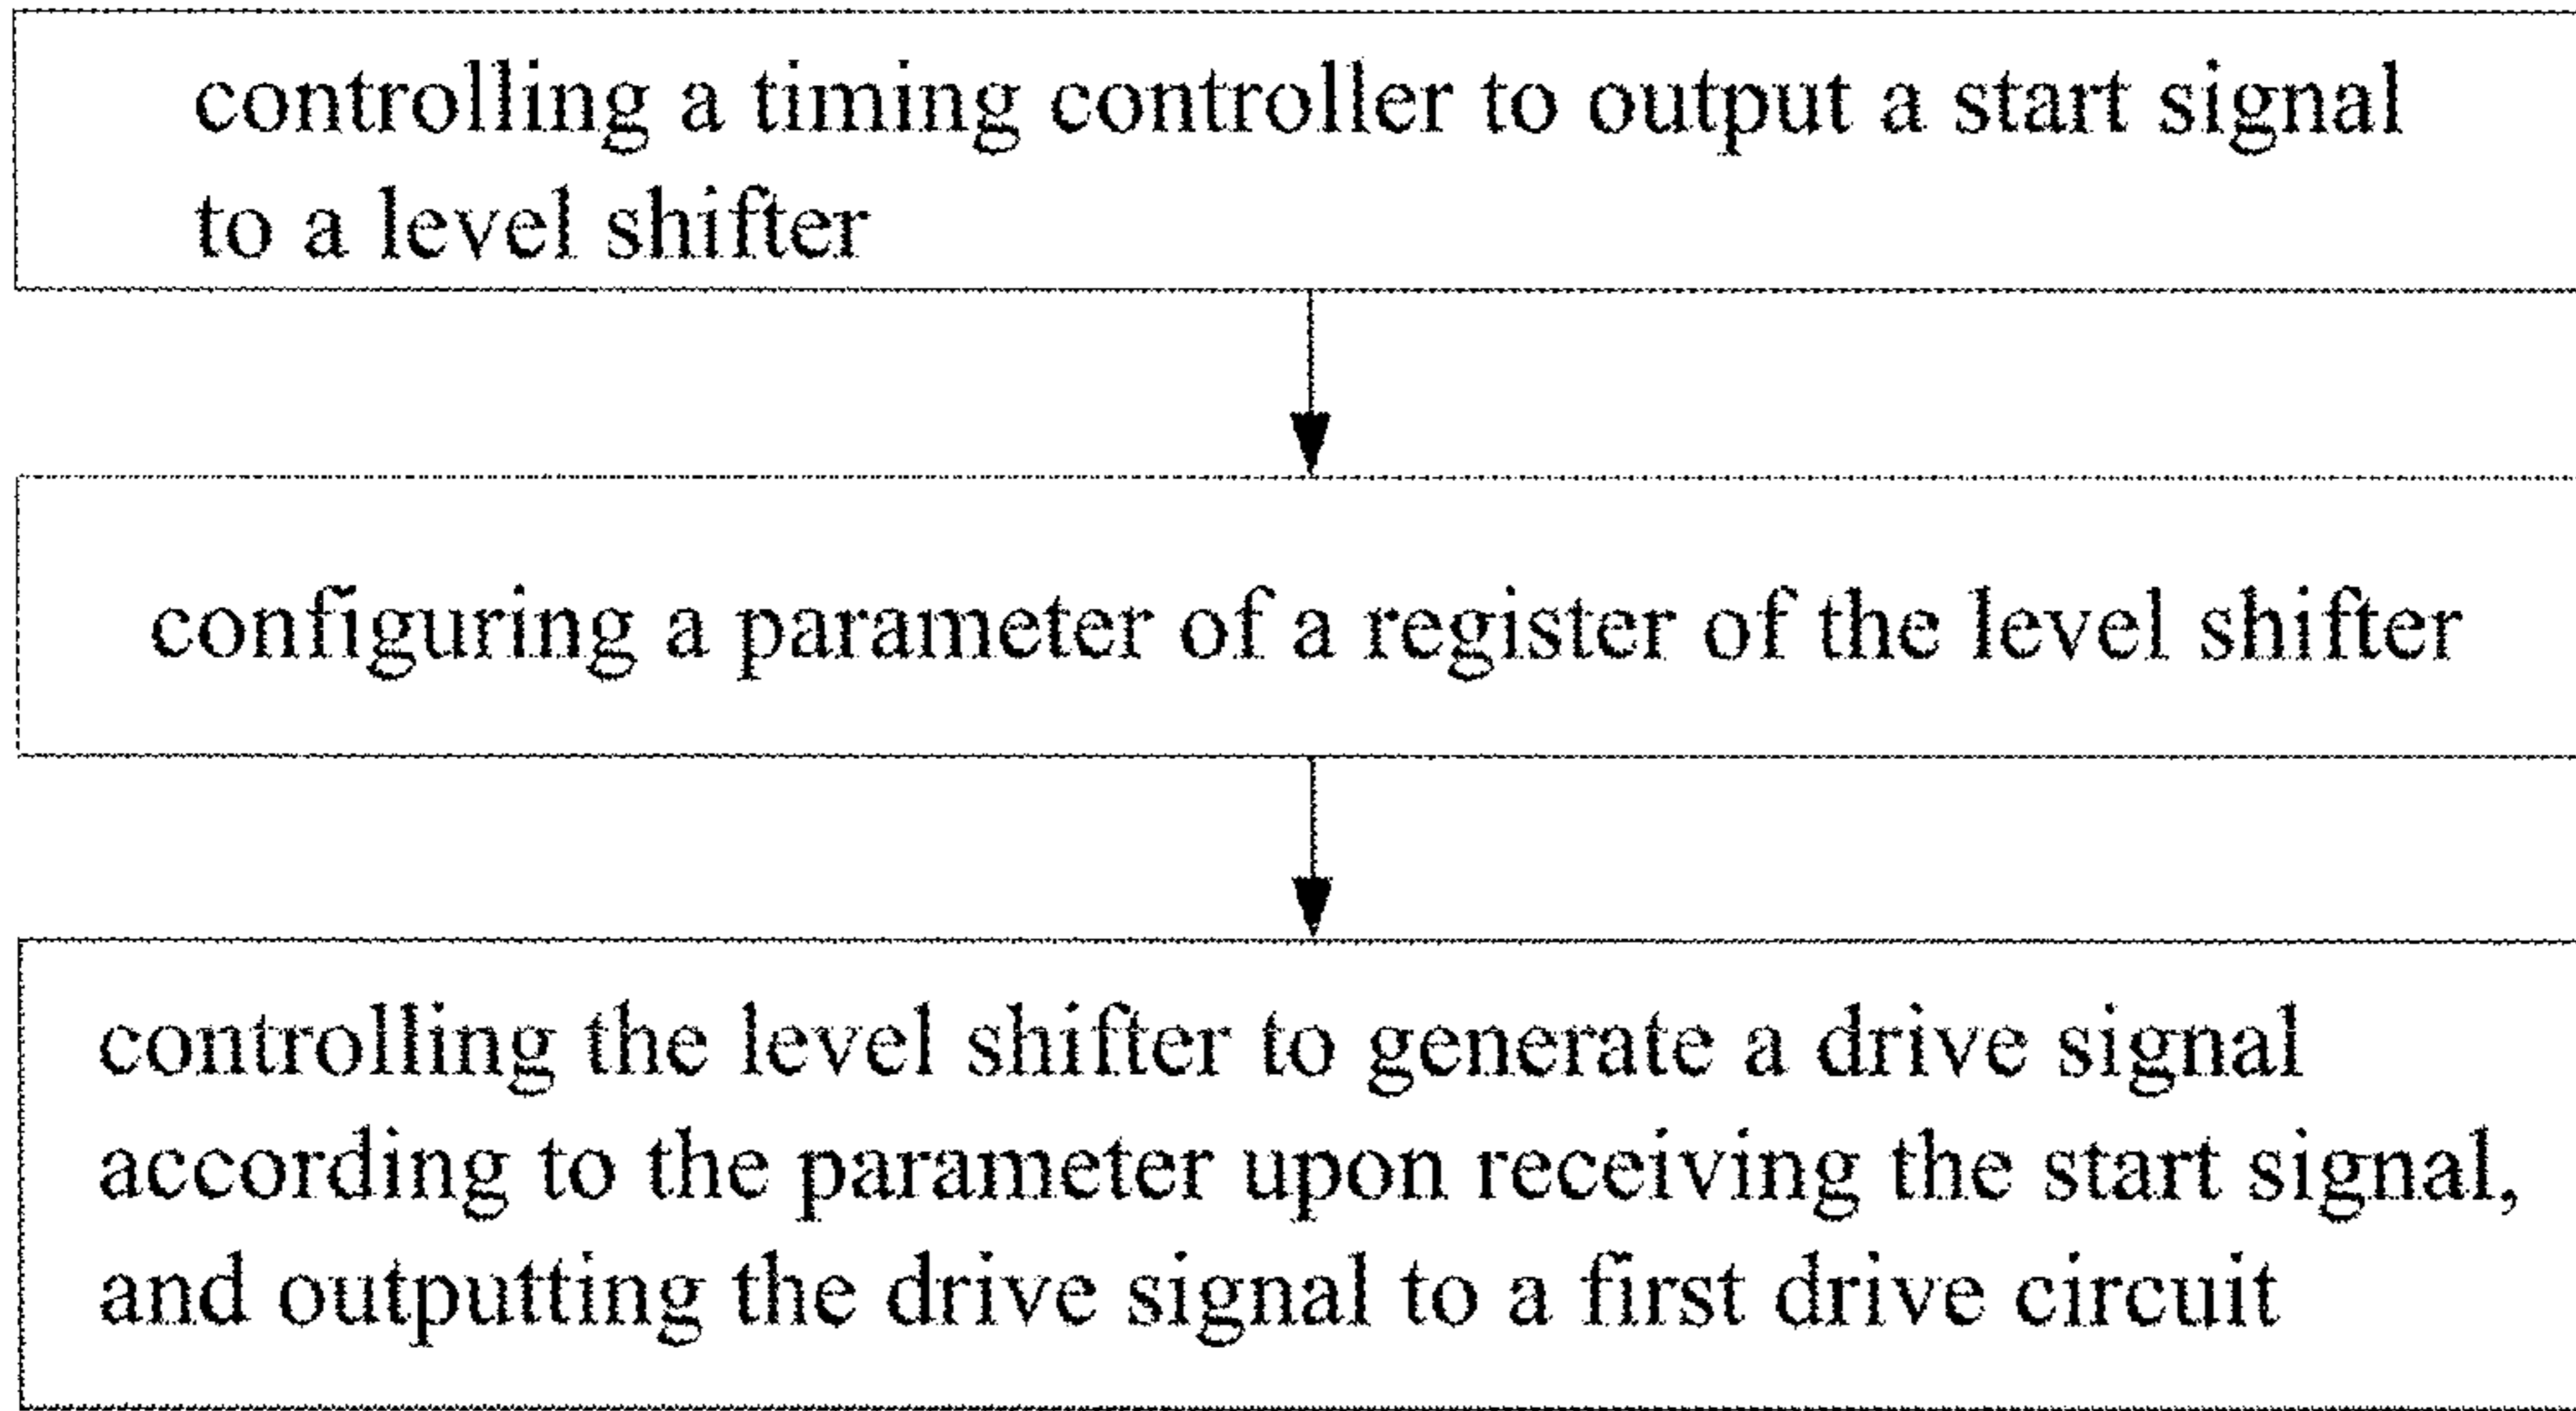 controlling a timing controller to output a start signal
to a level shifter
configuring a parameter of a register of the level shifter
controlling the level shifter to generate a drive signal
according to the parameter upon receiving the start signal,
and outputting the drive signal to a first drive circuit